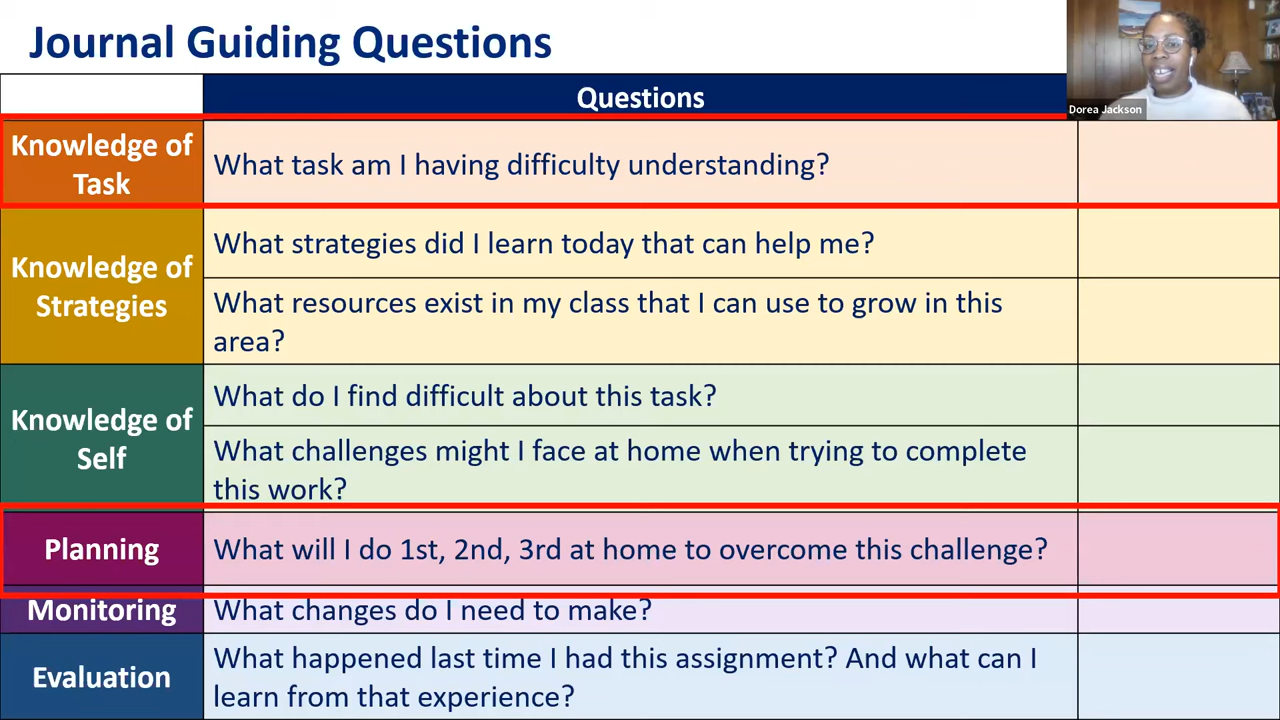 Journal Guiding Questions
Dorea Jackson
Questions
Knowledge of
Task
What task am I having difficulty understanding?
Knowledge of
Strategies
What strategies did I learn today that can help me?
What resources exist in my class that I can use to grow in this
area?
Knowledge of
Self
What do I find difficult about this task?
What challenges might I face at home when trying to complete
this work?
Planning
What will I do 1st, 2nd, 3rd at home to overcome this challenge?
Monitoring
What changes do I need to make?
Evaluation
What happened last time I had this assignment? And what can I
learn from that experience?